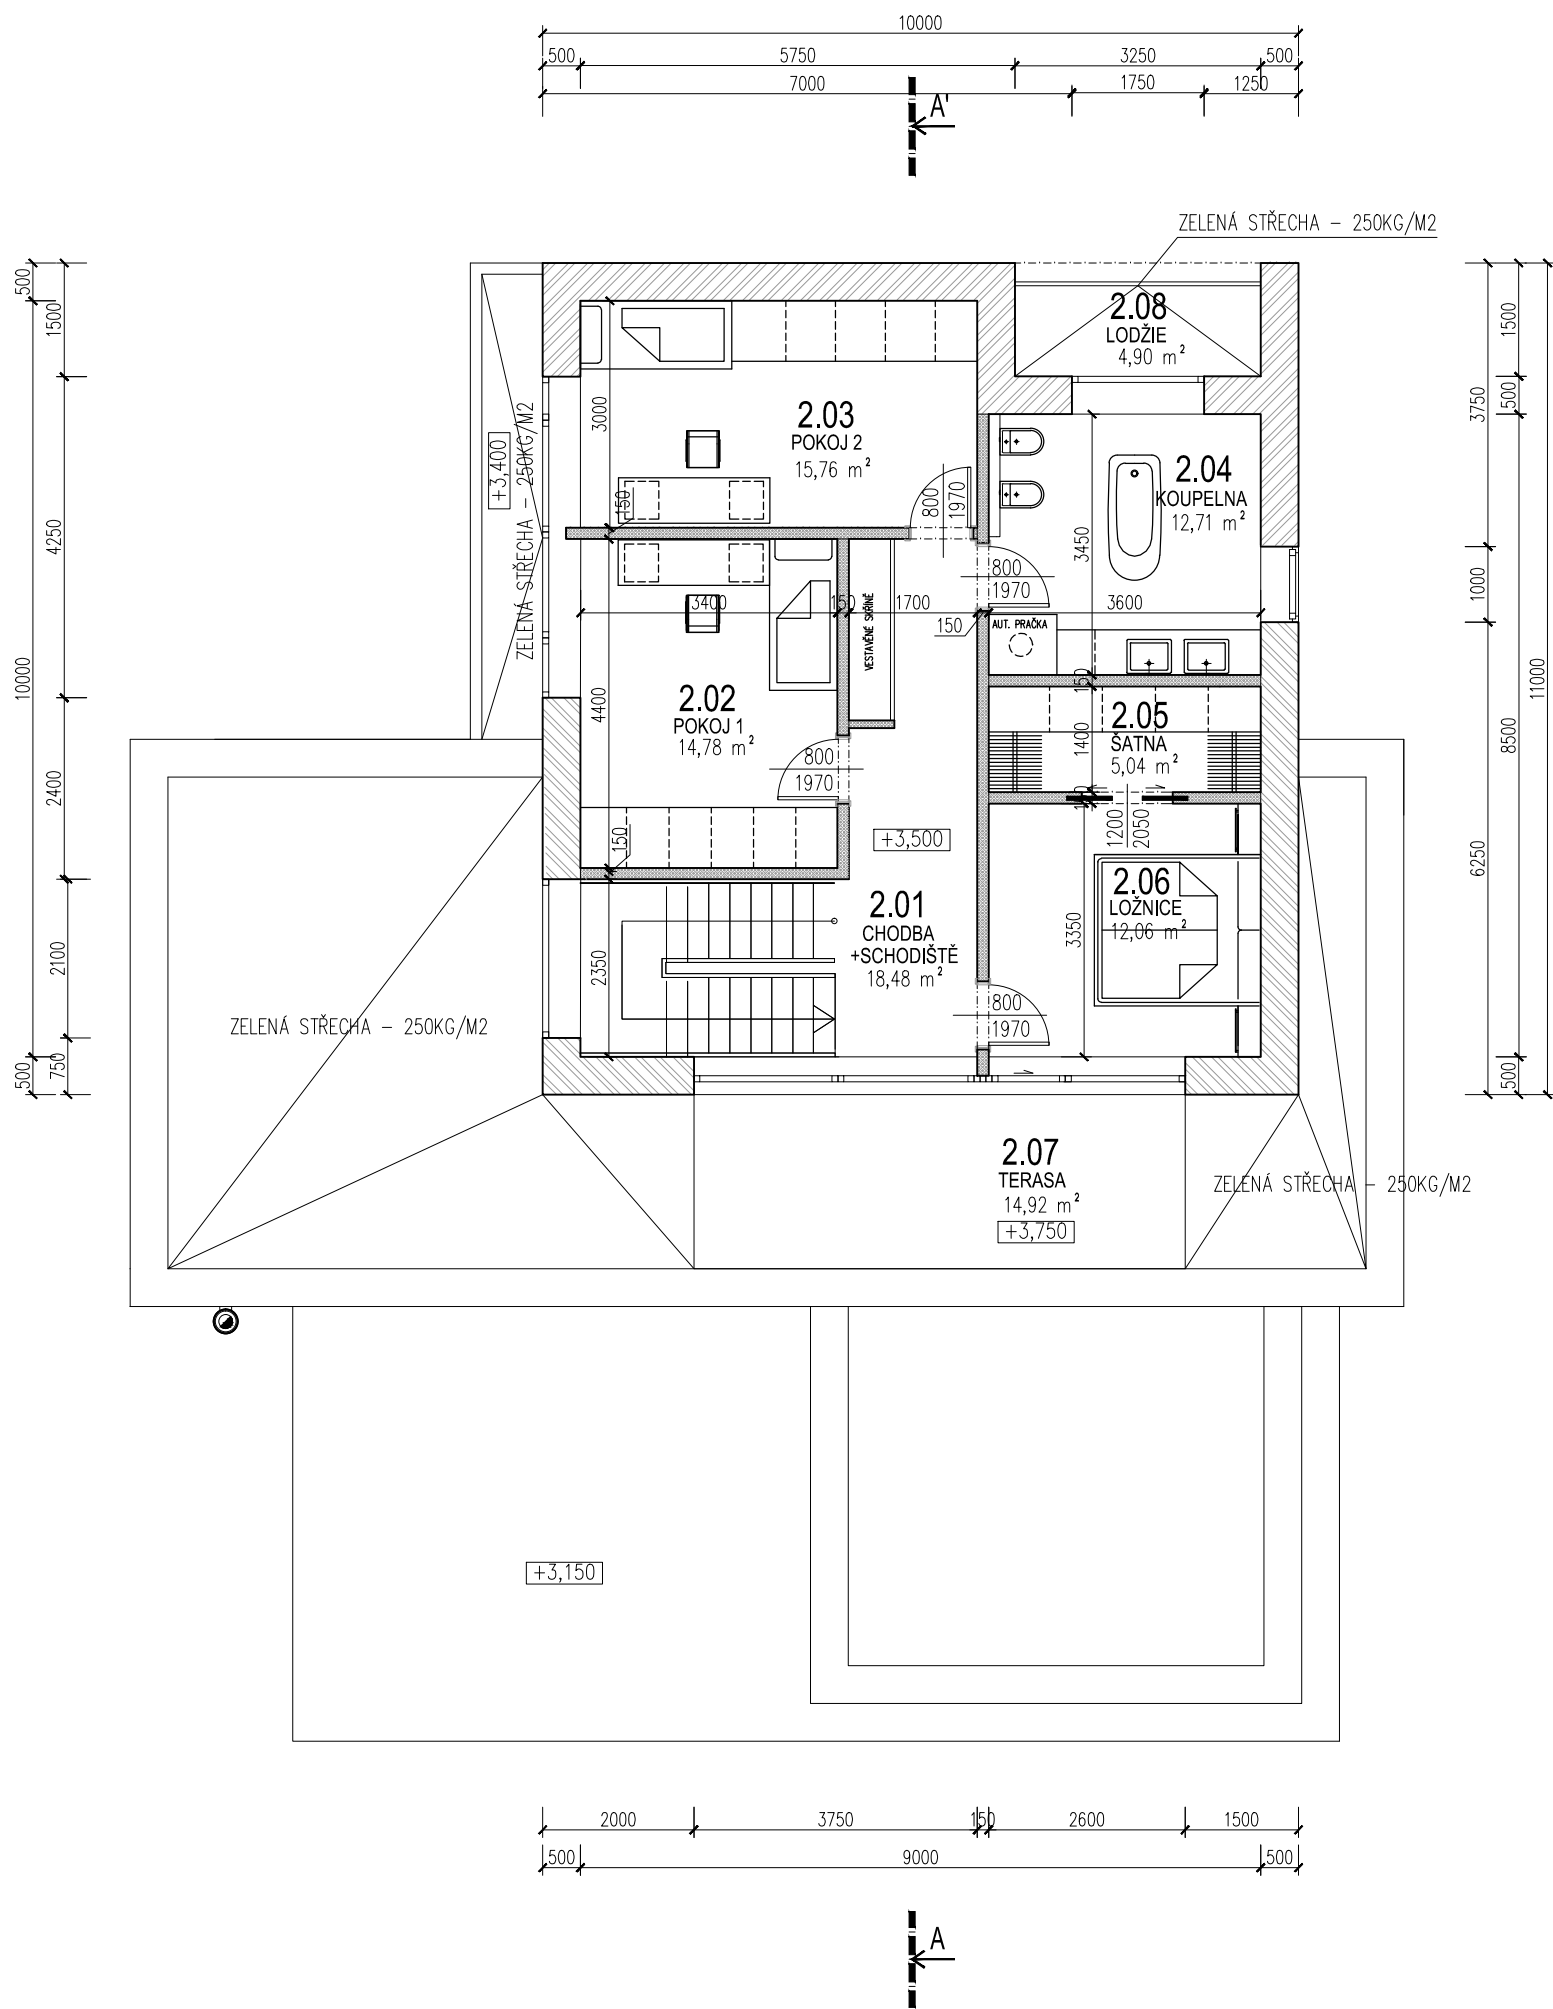 10000
500 5750 3250 500
7000 1750 1250
A'
ZELENÁ STŘECHA - 250KG/M2
500
1500
10000
4250
2400
2100
500
750
1500
3750
500
1000
6250
8500
500
11000
+3,400
ZELENÁ STŘECHA - 250KG/M2
3000
150
2.03
POKOJ 2
15,76 m²
800
1970
2.08
LODŽIE
4,90 m²
2.04
KOUPELNA
12,71 m²
3450
800
1970
3400 150 1700 3600
150
AUT. PRAČKA
VESTAVĚNÉ SKŘÍNĚ
4400
2.02
POKOJ 1
14,78 m²
800
1970
150
150
2.05
ŠATNA
5,04 m²
1400
150
1200
2050
+3,500
2.01
CHODBA
+SCHODIŠTĚ
18,48 m²
2350
2.06
LOŽNICE
12,06 m²
3350
800
1970
ZELENÁ STŘECHA - 250KG/M2
2.07
TERASA
14,92 m²
+3,750
ZELENÁ STŘECHA - 250KG/M2
+3,150
2000 3750 150 2600 1500
500 9000 500
A